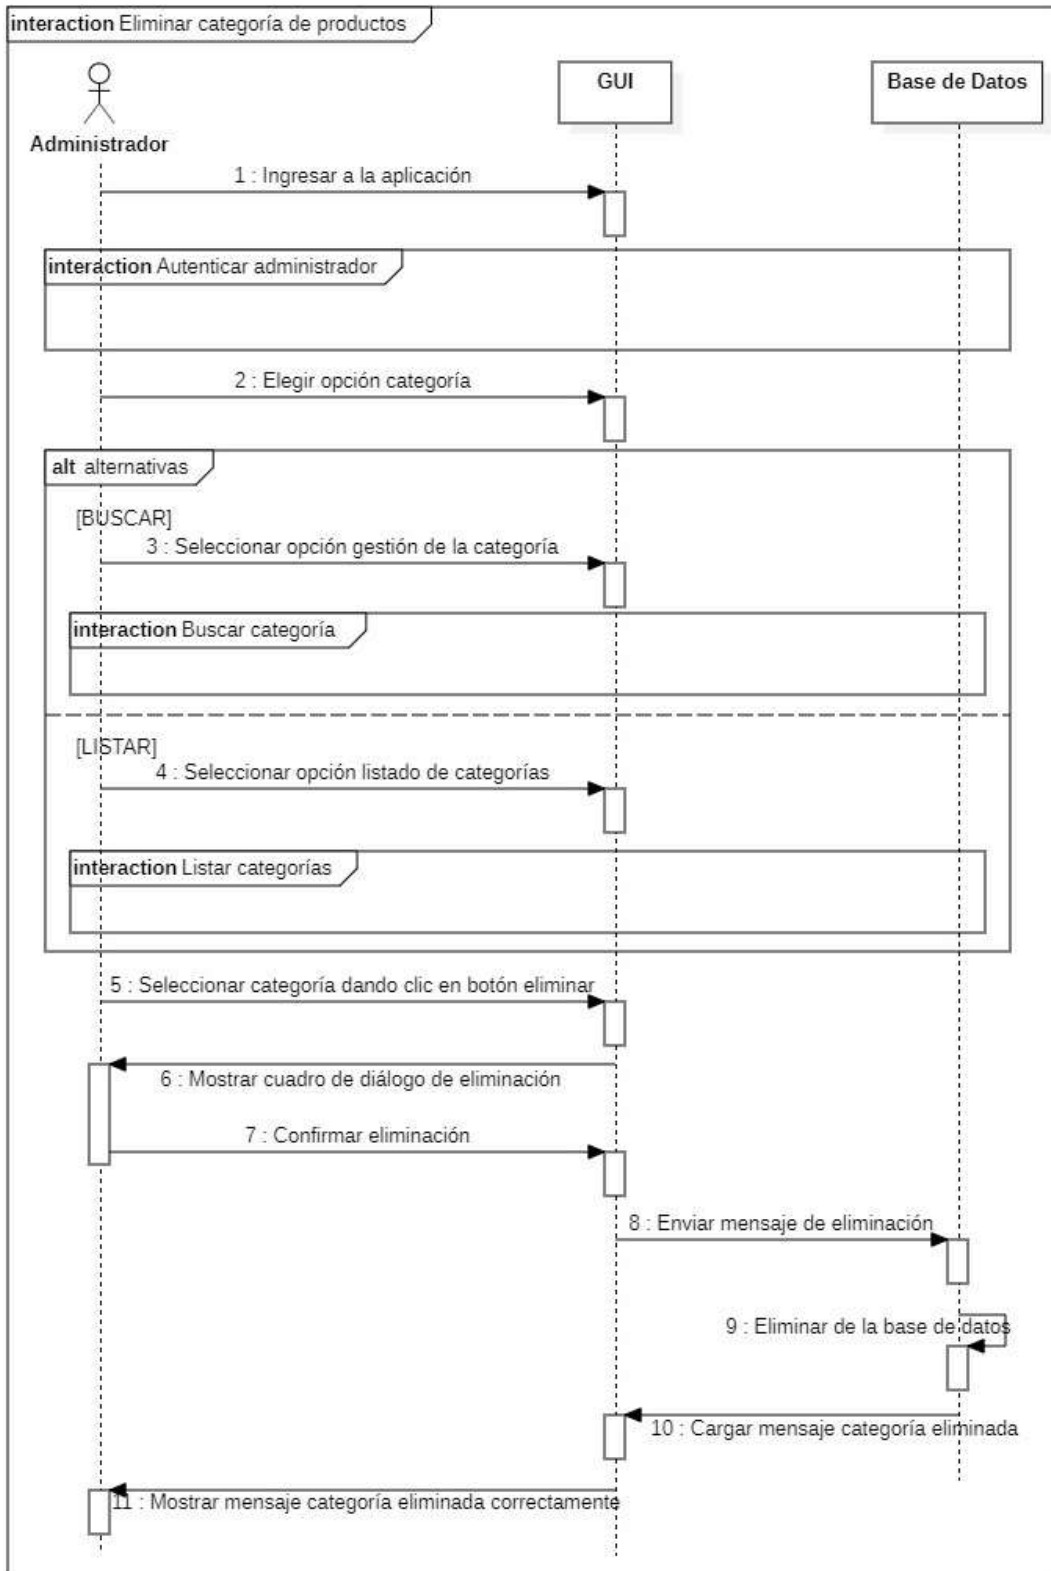 interaction Eliminar categoría de productos
Administrador
GUI
Base de Datos
1 : Ingresar a la aplicación
interaction Autenticar administrador
2 : Elegir opción categoría
alt alternativas
[BUSCAR]
3 : Seleccionar opción gestión de la categoría
interaction Buscar categoría
[LISTAR]
4 : Seleccionar opción listado de categorías
interaction Listar categorías
5 : Seleccionar categoría dando clic en botón eliminar
6 : Mostrar cuadro de diálogo de eliminación
7 : Confirmar eliminación
8 : Enviar mensaje de eliminación
9 : Eliminar de la base de datos
10 : Cargar mensaje categoría eliminada
11 : Mostrar mensaje categoría eliminada correctamente